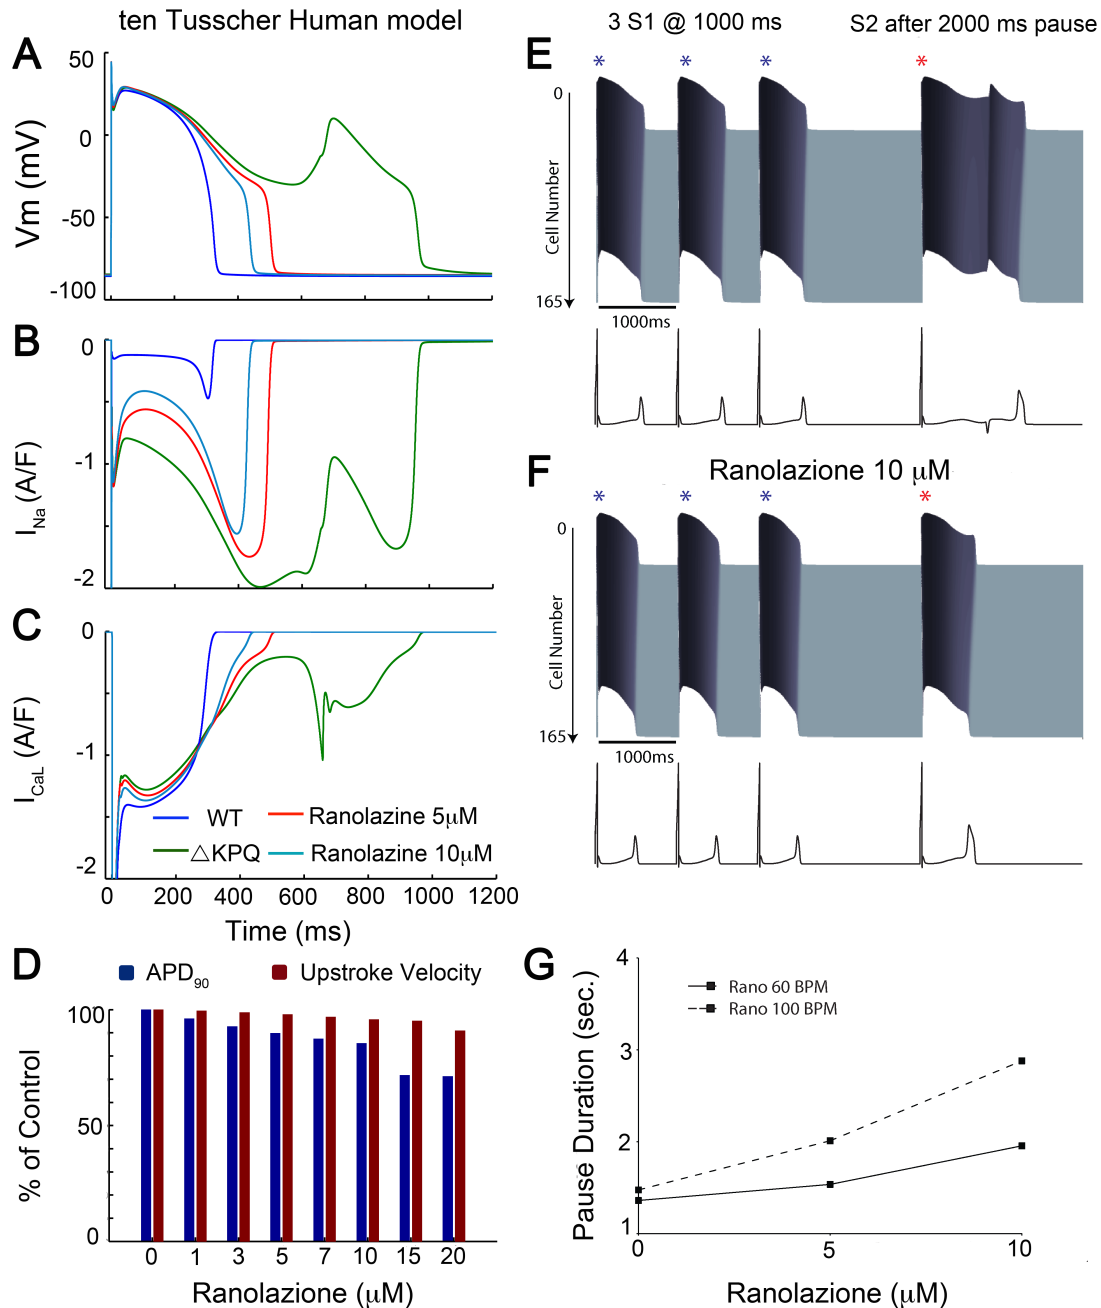 ten Tusscher Human model
A
50
0
-50
-100
Vm (mV)
B
0
-1
-2
I Na (A/F)
C
0
-1
-2
I CaL (A/F)
WT
Ranolazine 5μM
△KPQ
Ranolazine 10μM
0 200 400 600 800 1000 1200
Time (ms)
D
APD90
Upstroke Velocity
100
50
0
% of Control
0 1 3 5 7 10 15 20
Ranolazione (μM)
3 S1 @ 1000 ms
S2 after 2000 ms pause
E
* * * *
0
Cell Number
165
1000ms
F
Ranolazione 10 μM
* * * *
0
Cell Number
165
1000ms
G
4
3
2
1
Pause Duration (sec.)
Rano 60 BPM
Rano 100 BPM
0 5 10
Ranolazione (μM)